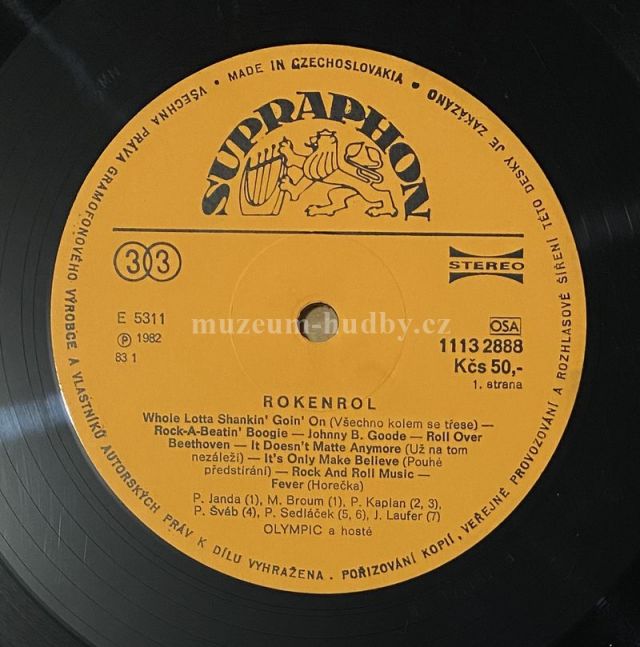 VŠECHNA PRÁVA GRAMOFONOVÉHO VÝROBCE A VLASTNÍKŮ AUTORSKÝCH PRÁV K DÍLU VYHRAŽENA. POŘIZOVÁNÍ KOPIÍ, VEŘEJNÉ PROVOZOVÁNÍ A ROZHLASOVÉ ŠÍŘENÍ TÉTO DESKY JE ZAKÁZÁNO • MADE IN CZECHOSLOVAKIA •
SUPRAPHON
33
STEREO
E 5311
Ⓟ 1982
83 1
muzeum-hudby.cz
OSA
1113 2888
Kčs 50,-
1. strana
ROKENROL
Whole Lotta Shankin' Goin' On (Všechno kolem se třese) —
Rock-A-Beatin' Boogie — Johnny B. Goode — Roll Over
Beethoven — It Doesn't Matte Anymore (Už na tom
nezáleží) — It's Only Make Believe (Pouhé
předstírání) — Rock And Roll Music —
Fever (Horečka)
P. Janda (1), M. Broum (1), P. Kaplan (2, 3),
P. Šváb (4), P. Sedláček (5, 6), J. Laufer (7)
OLYMPIC a hosté